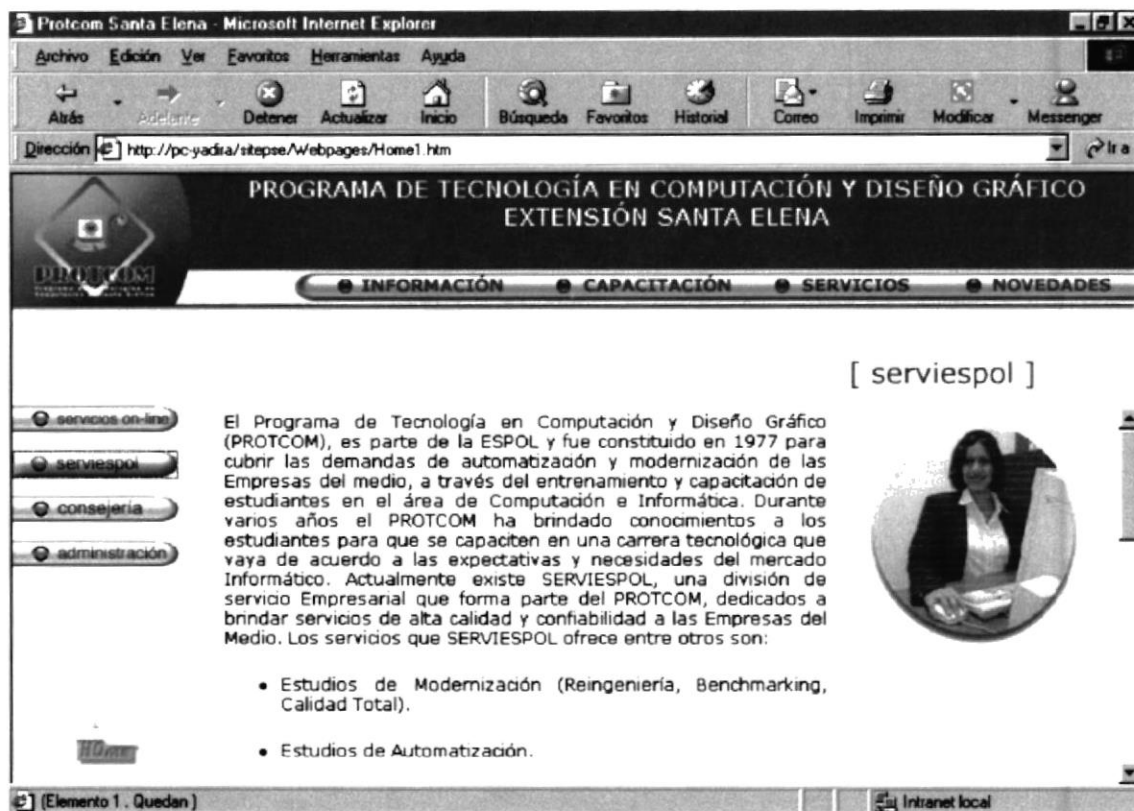 Protcom Santa Elena - Microsoft Internet Explorer
Archivo Edición Ver Favoritos Herramientas Ayuda
Atrás Adelante Detener Actualizar Inicio Búsqueda Favoritos Historial Correo Imprimir Modificar Messenger
Dirección http://pc-yadira/sitepse/Webpages/Home1.htm Ir a
PROGRAMA DE TECNOLOGÍA EN COMPUTACIÓN Y DISEÑO GRÁFICO
EXTENSIÓN SANTA ELENA
PROTCOM
INFORMACIÓN CAPACITACIÓN SERVICIOS NOVEDADES
[ serviespol ]
servicios on-line
serviespol
consejería
administración
El Programa de Tecnología en Computación y Diseño Gráfico
(PROTCOM), es parte de la ESPOL y fue constituido en 1977 para
cubrir las demandas de automatización y modernización de las
Empresas del medio, a través del entrenamiento y capacitación de
estudiantes en el área de Computación e Informática. Durante
varios años el PROTCOM ha brindado conocimientos a los
estudiantes para que se capaciten en una carrera tecnológica que
vaya de acuerdo a las expectativas y necesidades del mercado
Informático. Actualmente existe SERVIESPOL, una división de
servicio Empresarial que forma parte del PROTCOM, dedicados a
brindar servicios de alta calidad y confiabilidad a las Empresas del
Medio. Los servicios que SERVIESPOL ofrece entre otros son:
• Estudios de Modernización (Reingeniería, Benchmarking,
Calidad Total).
• Estudios de Automatización.
Home
(Elemento 1 . Quedan ) Intranet local